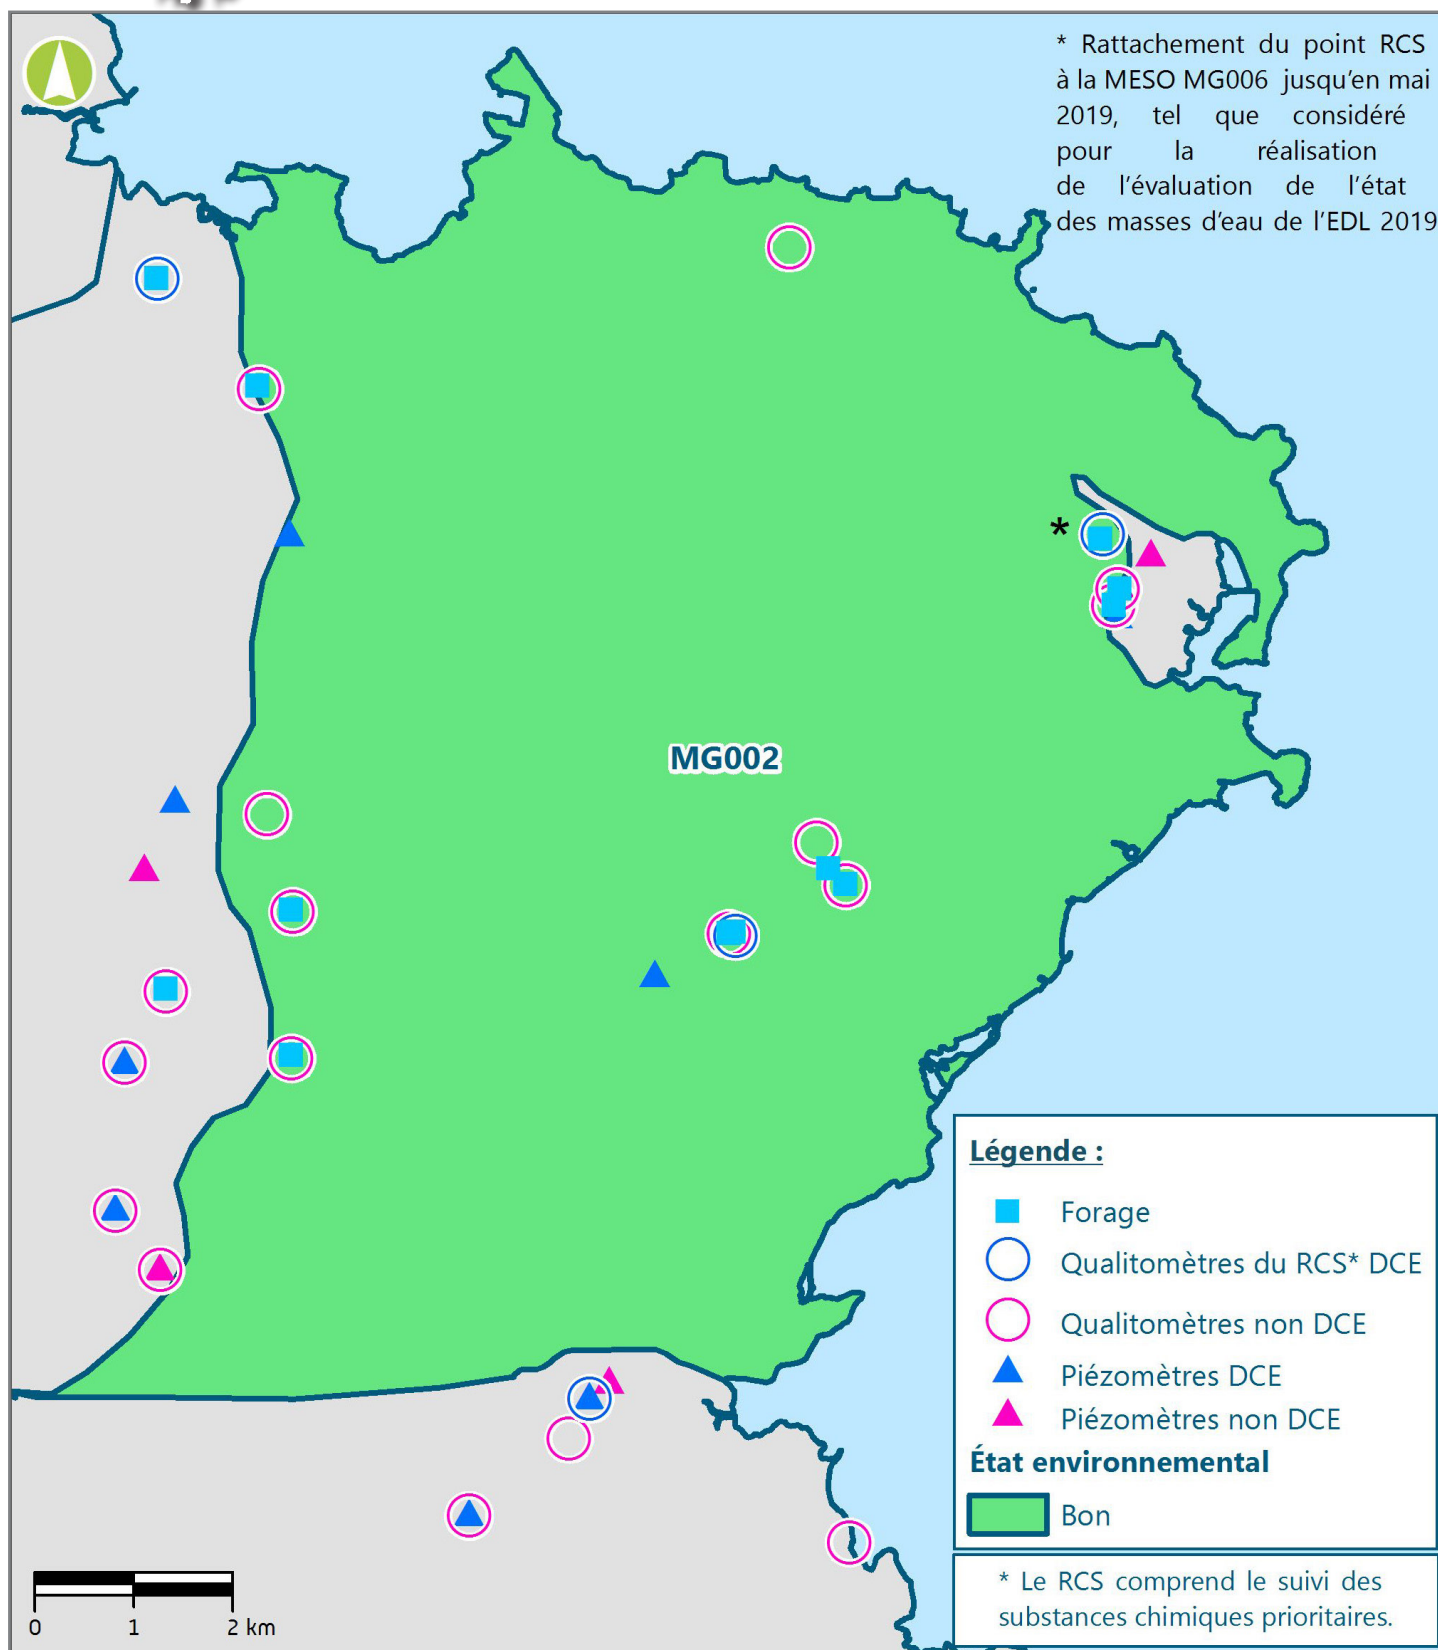 * Rattachement du point RCS
à la MESO MG006 jusqu'en mai
2019, tel que considéré
pour la réalisation
de l'évaluation de l'état
des masses d'eau de l'EDL 2019
*
MG002
Légende :
Forage
Qualitomètres du RCS* DCE
Qualitomètres non DCE
Piézomètres DCE
Piézomètres non DCE
État environnemental
Bon
* Le RCS comprend le suivi des
substances chimiques prioritaires.
0 1 2 km